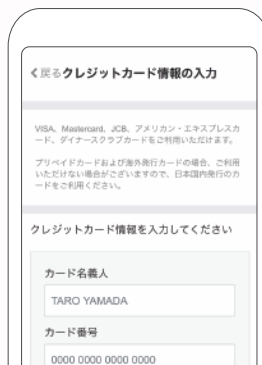 く戻るクレジットカード情報の入力
VISA、Mastercard、JCB、アメリカン・エキスプレスカ
ード、ダイナースクラブカードをご利用いただけます。
プリペイドカードおよび海外発行カードの場合、ご利用
いただけない場合がございますので、日本国内発行のカ
ードをご利用ください。
クレジットカード情報を入力してください
カード名義人
TARO YAMADA
カード番号
0000 0000 0000 0000